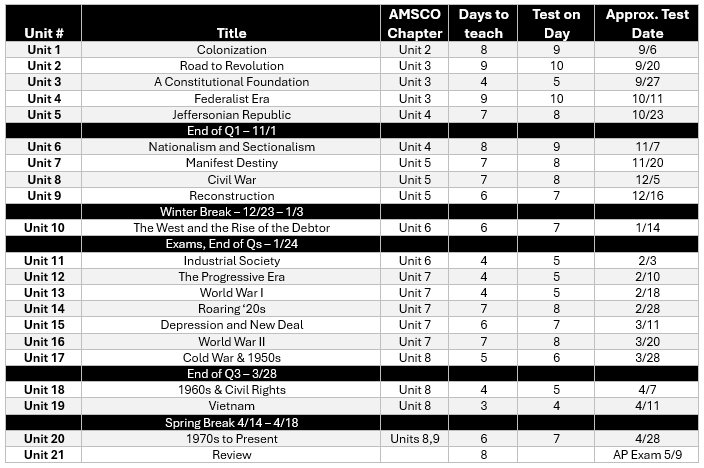 Unit # Title AMSCO Chapter Days to teach Test on Day Approx. Test Date
Unit 1 Colonization Unit 2 8 9 9/6
Unit 2 Road to Revolution Unit 3 9 10 9/20
Unit 3 A Constitutional Foundation Unit 3 4 5 9/27
Unit 4 Federalist Era Unit 3 9 10 10/11
Unit 5 Jeffersonian Republic Unit 4 7 8 10/23
End of Q1 – 11/1
Unit 6 Nationalism and Sectionalism Unit 4 8 9 11/7
Unit 7 Manifest Destiny Unit 5 7 8 11/20
Unit 8 Civil War Unit 5 7 8 12/5
Unit 9 Reconstruction Unit 5 6 7 12/16
Winter Break – 12/23 – 1/3
Unit 10 The West and the Rise of the Debtor Unit 6 6 7 1/14
Exams, End of Qs – 1/24
Unit 11 Industrial Society Unit 6 4 5 2/3
Unit 12 The Progressive Era Unit 7 4 5 2/10
Unit 13 World War I Unit 7 4 5 2/18
Unit 14 Roaring ‘20s Unit 7 7 8 2/28
Unit 15 Depression and New Deal Unit 7 6 7 3/11
Unit 16 World War II Unit 7 7 8 3/20
Unit 17 Cold War & 1950s Unit 8 5 6 3/28
End of Q3 – 3/28
Unit 18 1960s & Civil Rights Unit 8 4 5 4/7
Unit 19 Vietnam Unit 8 3 4 4/11
Spring Break 4/14 – 4/18
Unit 20 1970s to Present Units 8,9 6 7 4/28
Unit 21 Review 8 AP Exam 5/9